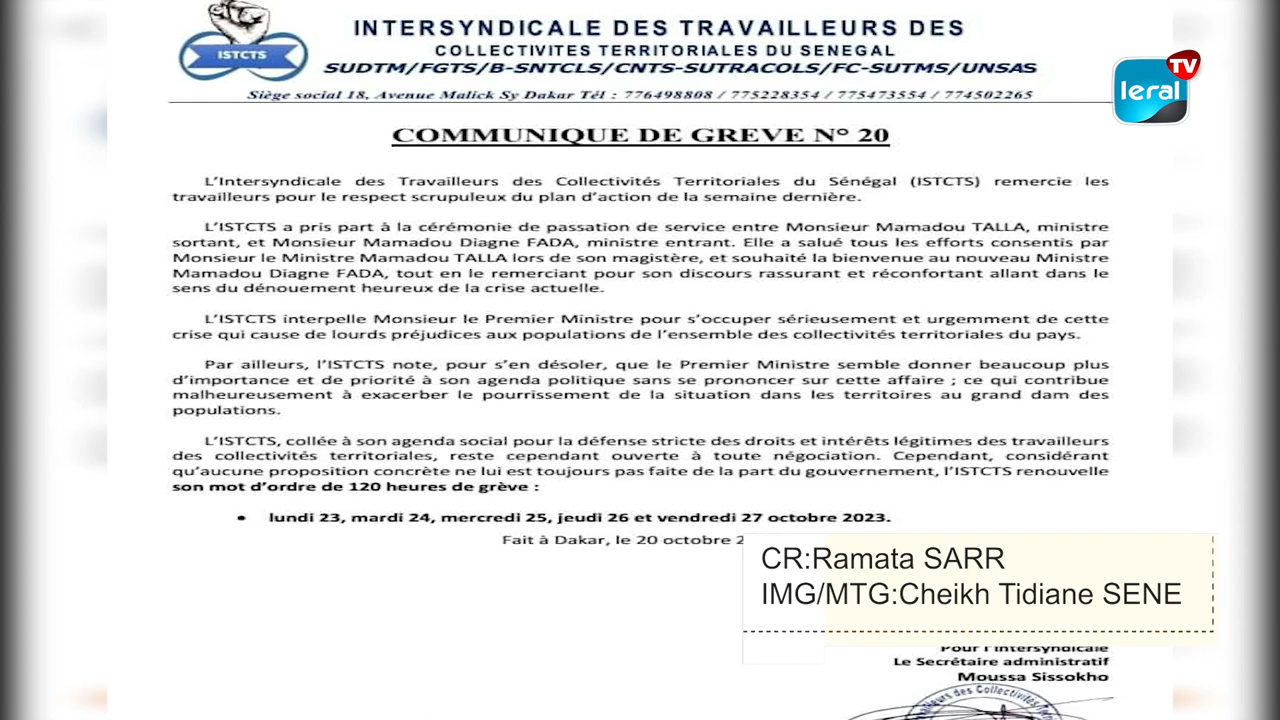 ISTCTS
INTERSYNDICALE DES TRAVAILLEURS DES
COLLECTIVITES TERRITORIALES DU SENEGAL
SUDTM/FGTS/B-SNTCLS/CNTS-SUTRACOLS/FC-SUTMS/UNSAS
Siège social 18, Avenue Malick Sy Dakar Tél : 776498808 / 775228354 / 775473554 / 774502265
leral TV
COMMUNIQUE DE GREVE N° 20
L'Intersyndicale des Travailleurs des Collectivités Territoriales du Sénégal (ISTCTS) remercie les
travailleurs pour le respect scrupuleux du plan d'action de la semaine dernière.
L'ISTCTS a pris part à la cérémonie de passation de service entre Monsieur Mamadou TALLA, ministre
sortant, et Monsieur Mamadou Diagne FADA, ministre entrant. Elle a salué tous les efforts consentis par
Monsieur le Ministre Mamadou TALLA lors de son magistère, et souhaité la bienvenue au nouveau Ministre
Mamadou Diagne FADA, tout en le remerciant pour son discours rassurant et réconfortant allant dans le
sens du dénouement heureux de la crise actuelle.
L'ISTCTS interpelle Monsieur le Premier Ministre pour s'occuper sérieusement et urgemment de cette
crise qui cause de lourds préjudices aux populations de l'ensemble des collectivités territoriales du pays.
Par ailleurs, l'ISTCTS note, pour s'en désoler, que le Premier Ministre semble donner beaucoup plus
d'importance et de priorité à son agenda politique sans se prononcer sur cette affaire ; ce qui contribue
malheureusement à exacerber le pourrissement de la situation dans les territoires au grand dam des
populations.
L'ISTCTS, collée à son agenda social pour la défense stricte des droits et intérêts légitimes des travailleurs
des collectivités territoriales, reste cependant ouverte à toute négociation. Cependant, considérant
qu'aucune proposition concrète ne lui est toujours pas faite de la part du gouvernement, l'ISTCTS renouvelle
son mot d'ordre de 120 heures de grève :
• lundi 23, mardi 24, mercredi 25, jeudi 26 et vendredi 27 octobre 2023.
Fait à Dakar, le 20 octobre
CR:Ramata SARR
IMG/MTG:Cheikh Tidiane SENE
Pour l'Intersyndicale
Le Secrétaire administratif
Moussa Sissokho
des Collectivités